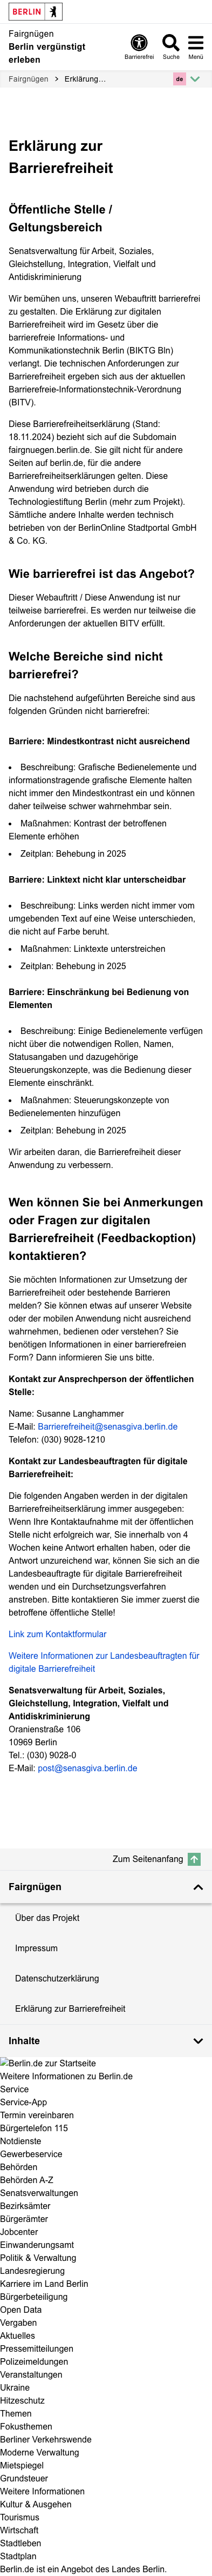 BERLIN
Fairgnügen
Berlin vergünstigt
erleben
Barrierefrei
Suche
Menü
Fairgnügen > Erklärung...
de
Erklärung zur
Barrierefreiheit
Öffentliche Stelle /
Geltungsbereich
Senatsverwaltung für Arbeit, Soziales,
Gleichstellung, Integration, Vielfalt und
Antidiskriminierung
Wir bemühen uns, unseren Webauftritt barrierefrei
zu gestalten. Die Erklärung zur digitalen
Barrierefreiheit wird im Gesetz über die
barrierefreie Informations- und
Kommunikationstechnik Berlin (BIKTG Bln)
verlangt. Die technischen Anforderungen zur
Barrierefreiheit ergeben sich aus der aktuellen
Barrierefreie-Informationstechnik-Verordnung
(BITV).
Diese Barrierefreiheitserklärung (Stand:
18.11.2024) bezieht sich auf die Subdomain
fairgnuegen.berlin.de. Sie gilt nicht für andere
Seiten auf berlin.de, für die andere
Barrierefreiheitserklärungen gelten. Diese
Anwendung wird betrieben durch die
Technologiestiftung Berlin (mehr zum Projekt).
Sämtliche andere Inhalte werden technisch
betrieben von der BerlinOnline Stadtportal GmbH
& Co. KG.
Wie barrierefrei ist das Angebot?
Dieser Webauftritt / Diese Anwendung ist nur
teilweise barrierefrei. Es werden nur teilweise die
Anforderungen der aktuellen BITV erfüllt.
Welche Bereiche sind nicht
barrierefrei?
Die nachstehend aufgeführten Bereiche sind aus
folgenden Gründen nicht barrierefrei:
Barriere: Mindestkontrast nicht ausreichend
• Beschreibung: Grafische Bedienelemente und
informationstragende grafische Elemente halten
nicht immer den Mindestkontrast ein und können
daher teilweise schwer wahrnehmbar sein.
• Maßnahmen: Kontrast der betroffenen
Elemente erhöhen
• Zeitplan: Behebung in 2025
Barriere: Linktext nicht klar unterscheidbar
• Beschreibung: Links werden nicht immer vom
umgebenden Text auf eine Weise unterschieden,
die nicht auf Farbe beruht.
• Maßnahmen: Linktexte unterstreichen
• Zeitplan: Behebung in 2025
Barriere: Einschränkung bei Bedienung von
Elementen
• Beschreibung: Einige Bedienelemente verfügen
nicht über die notwendigen Rollen, Namen,
Statusangaben und dazugehörige
Steuerungskonzepte, was die Bedienung dieser
Elemente einschränkt.
• Maßnahmen: Steuerungskonzepte von
Bedienelementen hinzufügen
• Zeitplan: Behebung in 2025
Wir arbeiten daran, die Barrierefreiheit dieser
Anwendung zu verbessern.
Wen können Sie bei Anmerkungen
oder Fragen zur digitalen
Barrierefreiheit (Feedbackoption)
kontaktieren?
Sie möchten Informationen zur Umsetzung der
Barrierefreiheit oder bestehende Barrieren
melden? Sie können etwas auf unserer Website
oder der mobilen Anwendung nicht ausreichend
wahrnehmen, bedienen oder verstehen? Sie
benötigen Informationen in einer barrierefreien
Form? Dann informieren Sie uns bitte.
Kontakt zur Ansprechperson der öffentlichen
Stelle:
Name: Susanne Langhammer
E-Mail: Barrierefreiheit@senasgiva.berlin.de
Telefon: (030) 9028-1210
Kontakt zur Landesbeauftragten für digitale
Barrierefreiheit:
Die folgenden Angaben werden in der digitalen
Barrierefreiheitserklärung immer ausgegeben:
Wenn Ihre Kontaktaufnahme mit der öffentlichen
Stelle nicht erfolgreich war, Sie innerhalb von 4
Wochen keine Antwort erhalten haben, oder die
Antwort unzureichend war, können Sie sich an die
Landesbeauftragte für digitale Barrierefreiheit
wenden und ein Durchsetzungsverfahren
anstreben. Bitte kontaktieren Sie immer zuerst die
betroffene öffentliche Stelle!
Link zum Kontaktformular
Weitere Informationen zur Landesbeauftragten für
digitale Barrierefreiheit
Senatsverwaltung für Arbeit, Soziales,
Gleichstellung, Integration, Vielfalt und
Antidiskriminierung
Oranienstraße 106
10969 Berlin
Tel.: (030) 9028-0
E-Mail: post@senasgiva.berlin.de
Zum Seitenanfang
Fairgnügen
Über das Projekt
Impressum
Datenschutzerklärung
Erklärung zur Barrierefreiheit
Inhalte
Berlin.de zur Startseite
Weitere Informationen zu Berlin.de
Service
Service-App
Termin vereinbaren
Bürgertelefon 115
Notdienste
Gewerbeservice
Behörden
Behörden A-Z
Senatsverwaltungen
Bezirksämter
Bürgerämter
Jobcenter
Einwanderungsamt
Politik & Verwaltung
Landesregierung
Karriere im Land Berlin
Bürgerbeteiligung
Open Data
Vergaben
Aktuelles
Pressemitteilungen
Polizeimeldungen
Veranstaltungen
Ukraine
Hitzeschutz
Themen
Fokusthemen
Berliner Verkehrswende
Moderne Verwaltung
Mietspiegel
Grundsteuer
Weitere Informationen
Kultur & Ausgehen
Tourismus
Wirtschaft
Stadtleben
Stadtplan
Berlin.de ist ein Angebot des Landes Berlin.